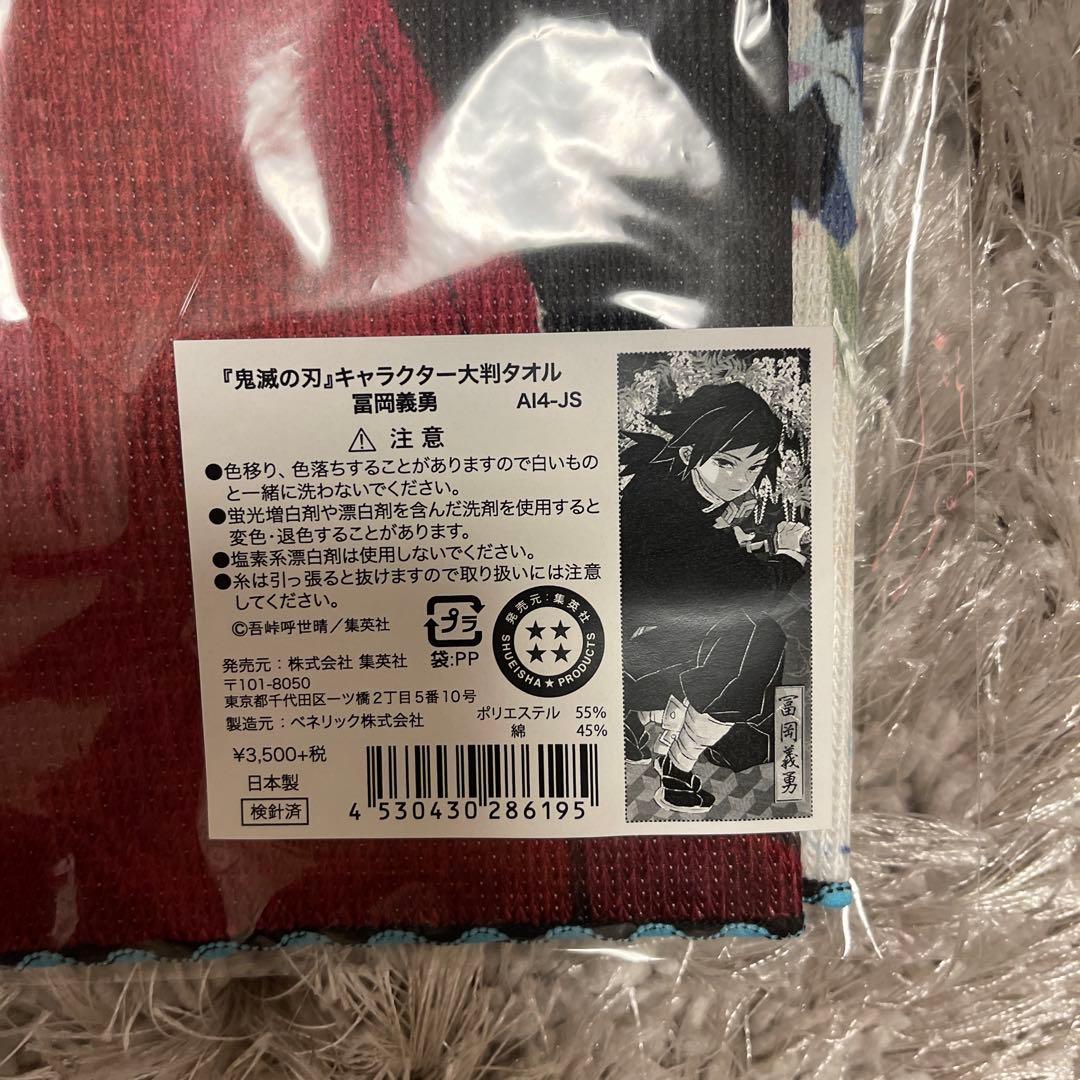 『鬼滅の刃』キャラクター大判タオル
冨岡義勇 AI4-JS
⚠ 注意
●色移り、色落ちすることがありますので白いもの
と一緒に洗わないでください。
●蛍光増白剤や漂白剤を含んだ洗剤を使用すると
変色・退色することがあります。
●塩素系漂白剤は使用しないでください。
●糸は引っ張ると抜けますので取り扱いには注意
してください。
©吾峠呼世晴／集英社
プラ
袋:PP
発売元：集英社
SHUEISHA★PRODUCTS
発売元：株式会社 集英社
〒101-8050
東京都千代田区一ツ橋2丁目5番10号
製造元：ベネリック株式会社
ポリエステル 55%
綿 45%
¥3,500+税
日本製
検針済
4 530430 286195
冨岡義勇